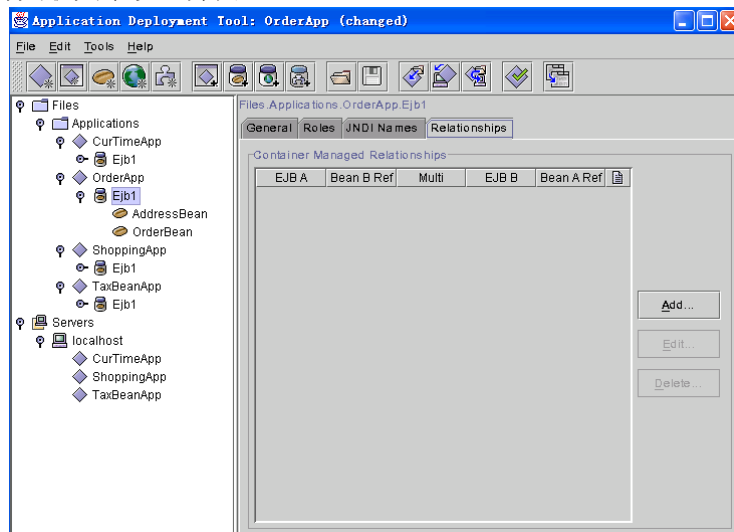 Application Deployment Tool: OrderApp (changed)
File Edit Tools Help
Files
Applications
CurTimeApp
Ejb1
OrderApp
Ejb1
AddressBean
OrderBean
ShoppingApp
Ejb1
TaxBeanApp
Ejb1
Servers
localhost
CurTimeApp
ShoppingApp
TaxBeanApp
Files.Applications.OrderApp.Ejb1
General Roles JNDI Names Relationships
Container Managed Relationships
EJB A Bean B Ref Multi EJB B Bean A Ref
Add...
Edit...
Delete...